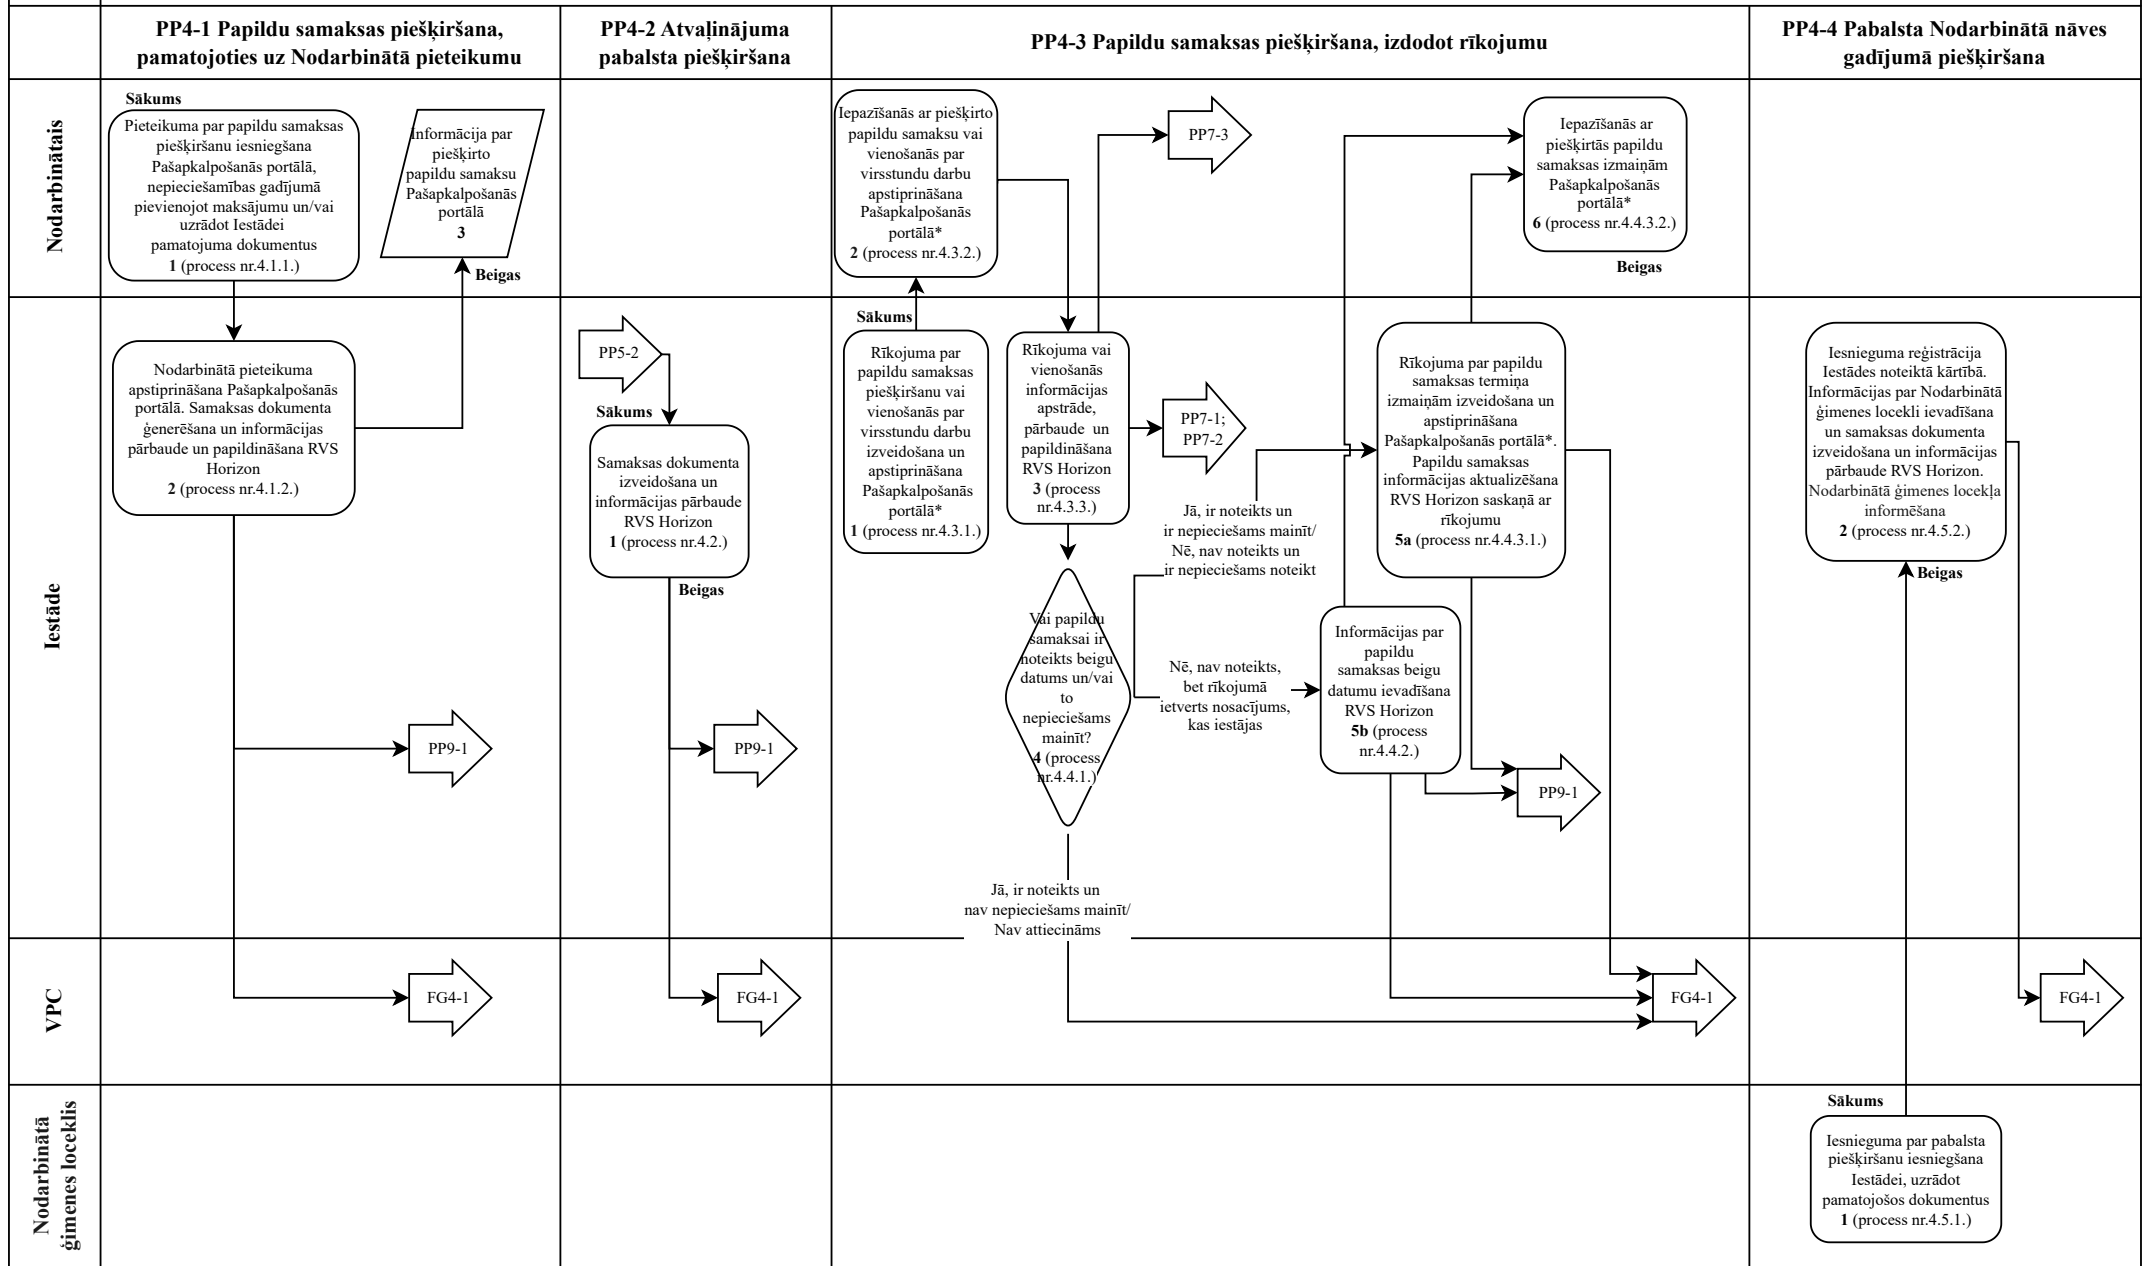 PP4-1 Papildu samaksas piešķiršana,
pamatojoties uz Nodarbinātā pieteikumu
PP4-2 Atvaļinājuma
pabalsta piešķiršana
PP4-3 Papildu samaksas piešķiršana, izdodot rīkojumu
PP4-4 Pabalsta Nodarbinātā nāves
gadījumā piešķiršana
Nodarbinātais
Sākums
Pieteikuma par papildu samaksas
piešķiršanu iesniegšana
Pašapkalpošanās portālā,
nepieciešamības gadījumā
pievienojot maksājumu un/vai
uzrādot Iestādei
pamatojuma dokumentus
1 (process nr.4.1.1.)
Informācija par
piešķirto
papildu samaksu
Pašapkalpošanās
portālā
3
Beigas
Iepazīšanās ar piešķirto
papildu samaksu vai
vienošanās par
virsstundu darbu
apstiprināšana
Pašapkalpošanās
portālā*
2 (process nr.4.3.2.)
PP7-3
Iepazīšanās ar
piešķirtās papildu
samaksas izmaiņām
Pašapkalpošanās
portālā*
6 (process nr.4.4.3.2.)
Beigas
Iestāde
Nodarbinātā pieteikuma
apstiprināšana Pašapkalpošanās
portālā. Samaksas dokumenta
ģenerēšana un informācijas
pārbaude un papildināšana RVS
Horizon
2 (process nr.4.1.2.)
PP9-1
PP5-2
Sākums
Samaksas dokumenta
izveidošana un
informācijas pārbaude
RVS Horizon
1 (process nr.4.2.)
Beigas
PP9-1
Sākums
Rīkojuma par
papildu samaksas
piešķiršanu vai
vienošanās par
virsstundu darbu
izveidošana un
apstiprināšana
Pašapkalpošanās
portālā*
1 (process nr.4.3.1.)
Rīkojuma vai
vienošanās
informācijas
apstrāde,
pārbaude un
papildināšana
RVS Horizon
3 (process
nr.4.3.3.)
PP7-1;
PP7-2
Jā, ir noteikts un
ir nepieciešams mainīt/
Nē, nav noteikts un
ir nepieciešams noteikt
Vai papildu
samaksai ir
noteikts beigu
datums un/vai
to
nepieciešams
mainīt?
4 (process
nr.4.4.1.)
Nē, nav noteikts,
bet rīkojumā
ietverts nosacījums,
kas iestājas
Jā, ir noteikts un
nav nepieciešams mainīt/
Nav attiecināms
Rīkojuma par papildu
samaksas termiņa
izmaiņām izveidošana un
apstiprināšana
Pašapkalpošanās portālā*.
Papildu samaksas
informācijas aktualizēšana
RVS Horizon saskaņā ar
rīkojumu
5a (process nr.4.4.3.1.)
Informācijas par
papildu
samaksas beigu
datumu ievadīšana
RVS Horizon
5b (process
nr.4.4.2.)
PP9-1
Iesnieguma reģistrācija
Iestādes noteiktā kārtībā.
Informācijas par Nodarbinātā
ģimenes locekli ievadīšana
un samaksas dokumenta
izveidošana un informācijas
pārbaude RVS Horizon.
Nodarbinātā ģimenes locekļa
informēšana
2 (process nr.4.5.2.)
Beigas
VPC
FG4-1
FG4-1
FG4-1
FG4-1
Nodarbinātā
ģimenes loceklis
Sākums
Iesnieguma par pabalsta
piešķiršanu iesniegšana
Iestādei, uzrādot
pamatojošos dokumentus
1 (process nr.4.5.1.)